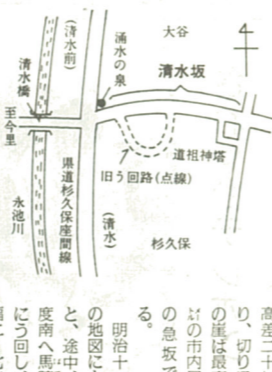 大谷
(清水前)
湧水の泉
清水坂
清水橋
至今里
道祖神塔
旧う回路(点線)
県道杉久保座間線
(清水)
永池川
杉久保
高差二十
り、切り
の崖は最
の市内
の急坂で
る。
明治十
の地図に
と、途中
度南へ馬
にう回し